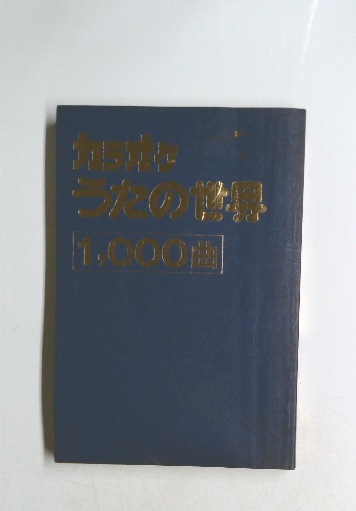 カラオケ
うたの世界
1,000曲